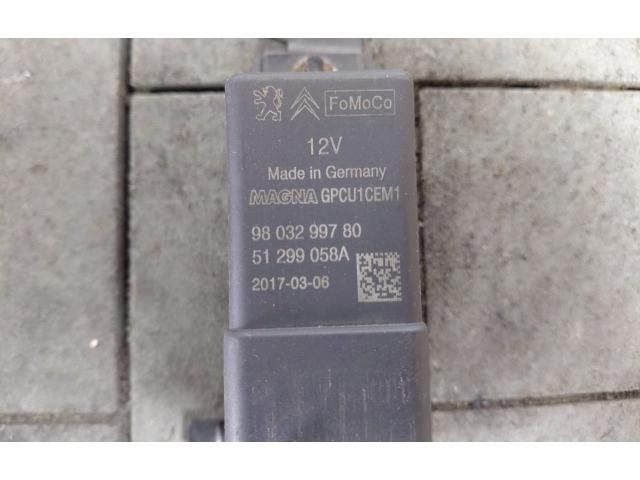 FoMoCo
12V
Made in Germany
MAGNA GPCU1CEM1
98 032 997 80
51 299 058A
2017-03-06